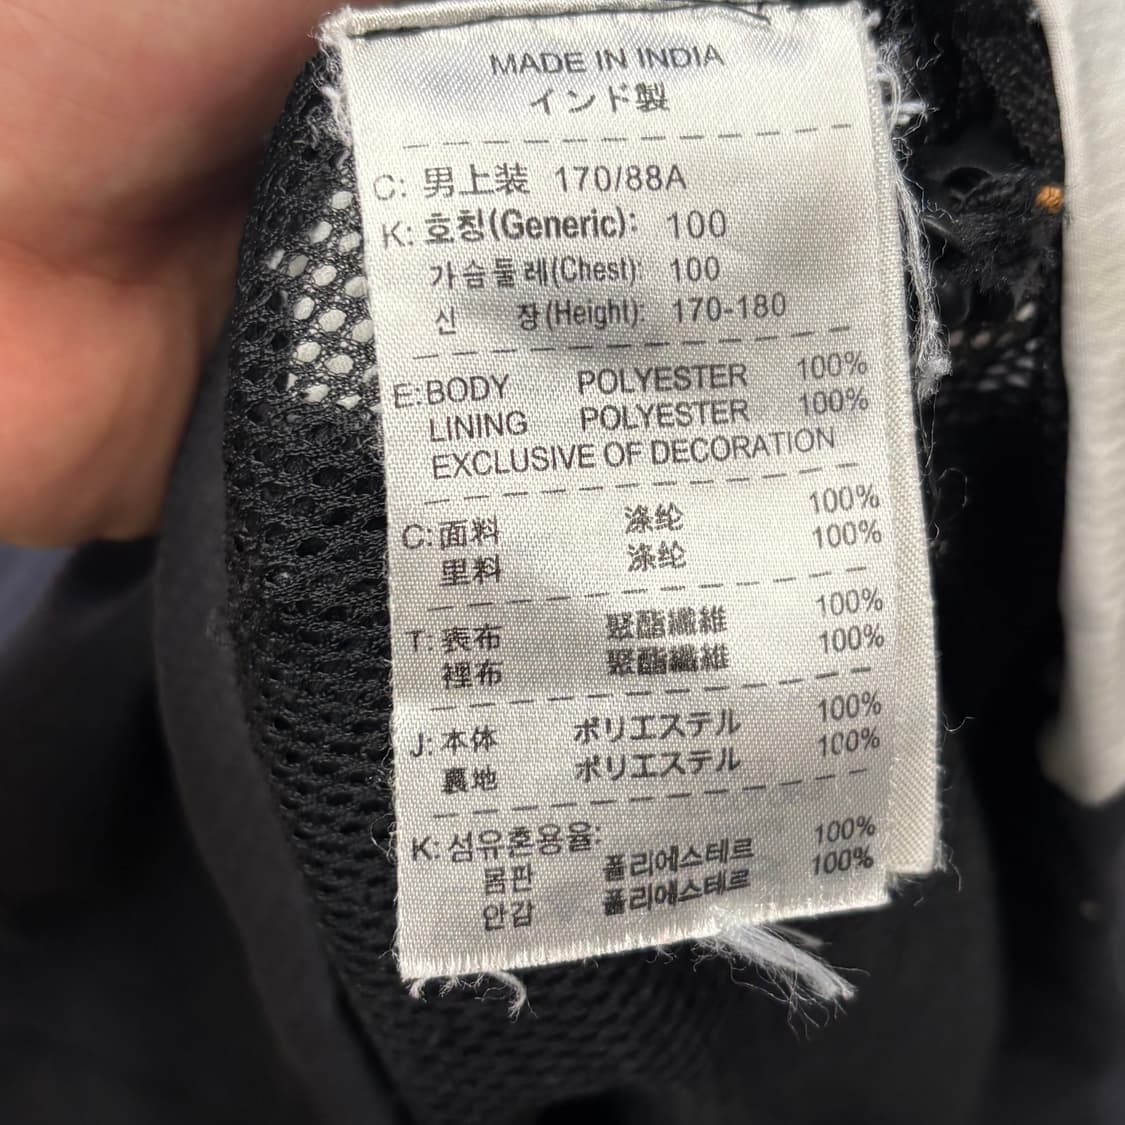 MADE IN INDIA
インド製
C: 男上装 170/88A
K: 호칭(Generic): 100
가슴둘레(Chest): 100
신 장(Height): 170-180
E: BODY POLYESTER 100%
LINING POLYESTER 100%
EXCLUSIVE OF DECORATION
C: 面料 涤纶 100%
里料 涤纶 100%
T: 表布 聚酯纖維 100%
裡布 聚酯纖維 100%
J: 本体 ポリエステル 100%
裏地 ポリエステル 100%
K: 섬유혼용율:
몸판 폴리에스테르 100%
안감 폴리에스테르 100%